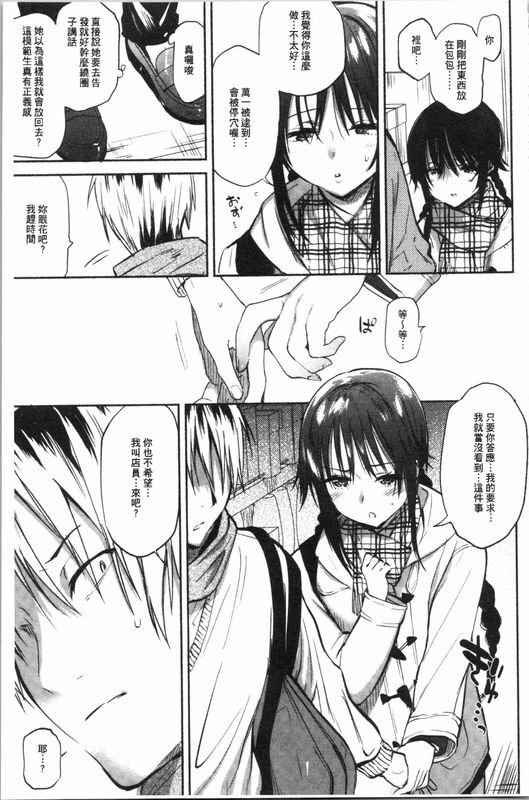 你
剛剛把東西放
在包包…
裡吧…
我覺得你這麼
做…不太好…
萬一被逮到…
會被停穴喔…
おず…
真囉唆
直接說她要去告
發就好幹麼繞圈
子講話
她以為這樣我就會放回去？
這模範生真有正義感
妳眼花吧？
我趕時間
等～等…
ぱ
只要你答應…我的要求…
我就當沒看到…這件事
你也不希望…
我叫店員…來吧？
耶…？